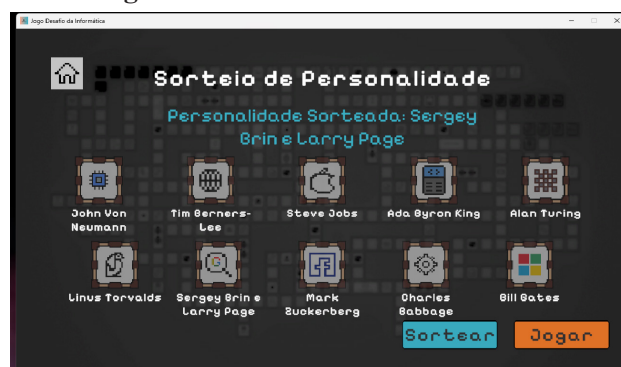 Jogo Desafio da Informática
Sorteio de Personalidade
Personalidade Sorteada: Sergey
Brin e Larry Page
John Von
Neumann
Tim Berners-
Lee
Steve Jobs
Ada Byron King
Alan Turing
Linus Torvalds
Sergey Brin e
Larry Page
Mark
Zuckerberg
Charles
Babbage
Bill Gates
Sortear
Jogar